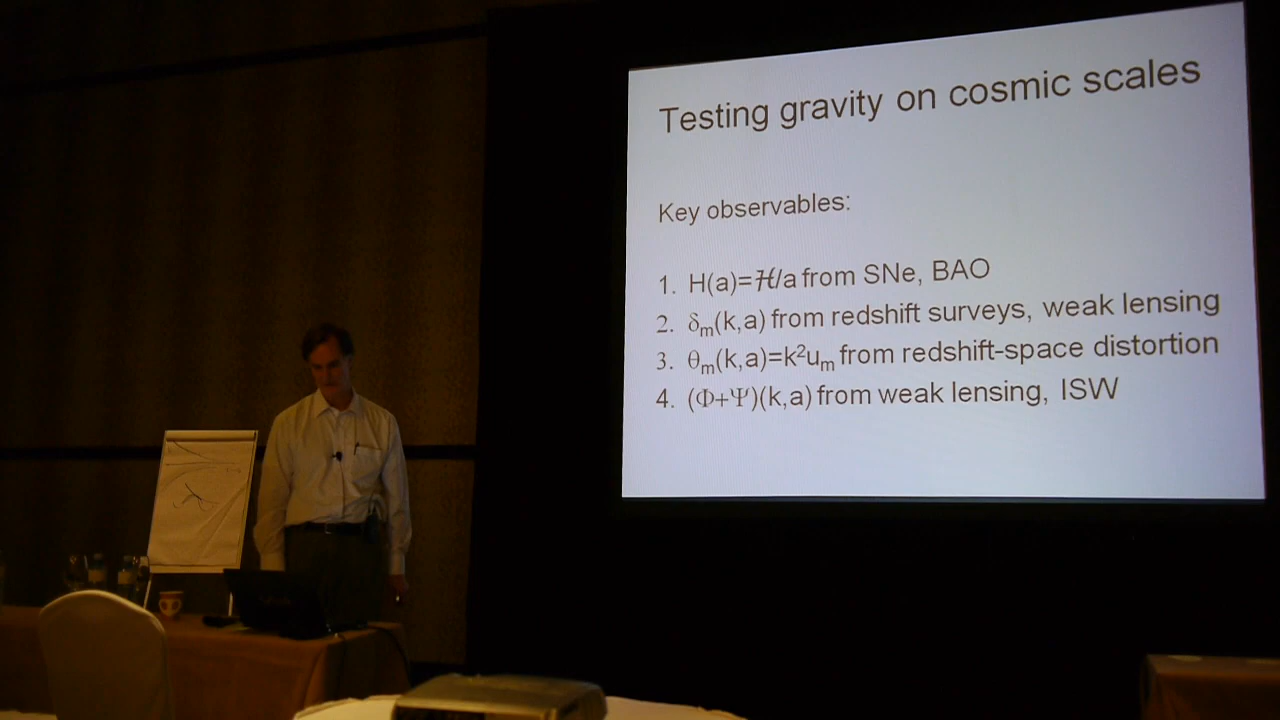 Testing gravity on cosmic scales
Key observables:
1. H(a)=ℋ/a from SNe, BAO
2. δₘ(k,a) from redshift surveys, weak lensing
3. θₘ(k,a)=k²uₘ from redshift-space distortion
4. (Φ+Ψ)(k,a) from weak lensing, ISW